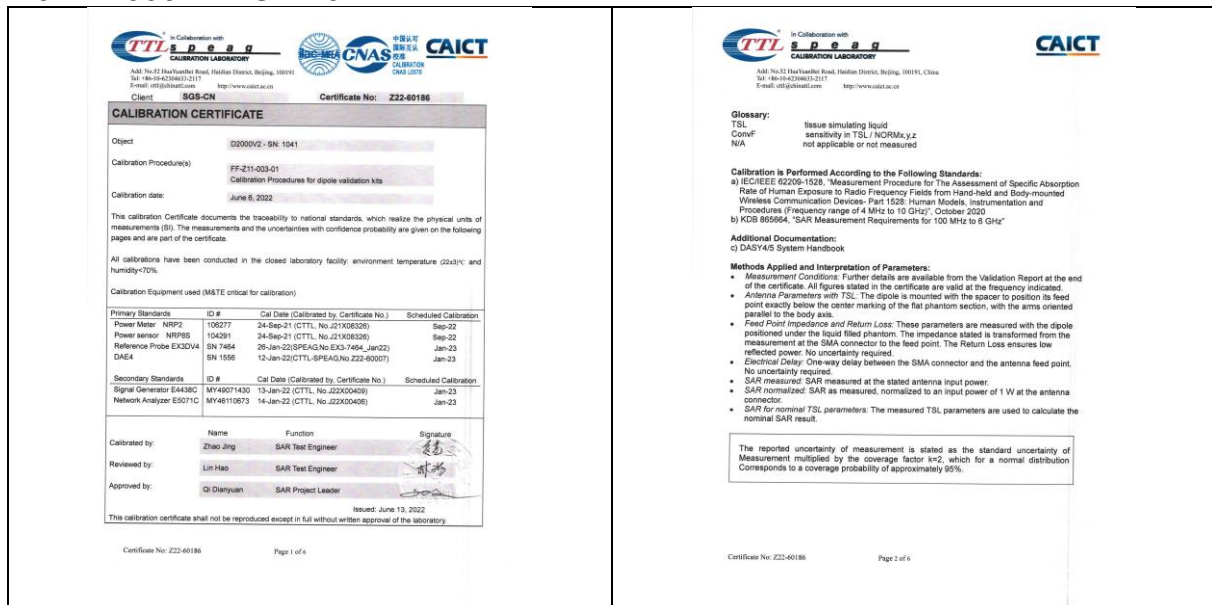 TTL
In Collaboration with
s p e a g
CALIBRATION LABORATORY
ilac-MRA
CNAS
中国认可
国际互认
校准
CALIBRATION
CNAS L0570
CAICT
Add: No.52 HuaYuanBei Road, Haidian District, Beijing, 100191
Tel: +86-10-62304633-2117
E-mail: cttl@chinattl.com http://www.caict.ac.cn
Client SGS-CN Certificate No: Z22-60186
CALIBRATION CERTIFICATE
Object D2000V2 - SN: 1041
Calibration Procedure(s)
FF-Z11-003-01
Calibration Procedures for dipole validation kits
Calibration date: June 6, 2022
This calibration Certificate documents the traceability to national standards, which realize the physical units of
measurements (SI). The measurements and the uncertainties with confidence probability are given on the following
pages and are part of the certificate.
All calibrations have been conducted in the closed laboratory facility: environment temperature (22±3)℃ and
humidity<70%.
Calibration Equipment used (M&TE critical for calibration)
Primary Standards ID # Cal Date (Calibrated by, Certificate No.) Scheduled Calibration
Power Meter NRP2 106277 24-Sep-21 (CTTL, No.J21X08326) Sep-22
Power sensor NRP8S 104291 24-Sep-21 (CTTL, No.J21X08326) Sep-22
Reference Probe EX3DV4 SN 7464 26-Jan-22(SPEAG,No.EX3-7464_Jan22) Jan-23
DAE4 SN 1556 12-Jan-22(CTTL-SPEAG,No.Z22-60007) Jan-23
Secondary Standards ID # Cal Date (Calibrated by, Certificate No.) Scheduled Calibration
Signal Generator E4438C MY49071430 13-Jan-22 (CTTL, No.J22X00409) Jan-23
Network Analyzer E5071C MY46110673 14-Jan-22 (CTTL, No.J22X00406) Jan-23
Name Function Signature
Calibrated by: Zhao Jing SAR Test Engineer
Reviewed by: Lin Hao SAR Test Engineer
Approved by: Qi Dianyuan SAR Project Leader
Issued: June 13, 2022
This calibration certificate shall not be reproduced except in full without written approval of the laboratory.
Certificate No: Z22-60186 Page 1 of 6
TTL
In Collaboration with
s p e a g
CALIBRATION LABORATORY
CAICT
Add: No.52 HuaYuanBei Road, Haidian District, Beijing, 100191, China
Tel: +86-10-62304633-2117
E-mail: cttl@chinattl.com http://www.caict.ac.cn
Glossary:
TSL tissue simulating liquid
ConvF sensitivity in TSL / NORMx,y,z
N/A not applicable or not measured
Calibration is Performed According to the Following Standards:
a) IEC/IEEE 62209-1528, "Measurement Procedure for The Assessment of Specific Absorption
Rate of Human Exposure to Radio Frequency Fields from Hand-held and Body-mounted
Wireless Communication Devices- Part 1528: Human Models, Instrumentation and
Procedures (Frequency range of 4 MHz to 10 GHz)", October 2020
b) KDB 865664, "SAR Measurement Requirements for 100 MHz to 6 GHz"
Additional Documentation:
c) DASY4/5 System Handbook
Methods Applied and Interpretation of Parameters:
• Measurement Conditions: Further details are available from the Validation Report at the end
of the certificate. All figures stated in the certificate are valid at the frequency indicated.
• Antenna Parameters with TSL: The dipole is mounted with the spacer to position its feed
point exactly below the center marking of the flat phantom section, with the arms oriented
parallel to the body axis.
• Feed Point Impedance and Return Loss: These parameters are measured with the dipole
positioned under the liquid filled phantom. The impedance stated is transformed from the
measurement at the SMA connector to the feed point. The Return Loss ensures low
reflected power. No uncertainty required.
• Electrical Delay: One-way delay between the SMA connector and the antenna feed point.
No uncertainty required.
• SAR measured: SAR measured at the stated antenna input power.
• SAR normalized: SAR as measured, normalized to an input power of 1 W at the antenna
connector.
• SAR for nominal TSL parameters: The measured TSL parameters are used to calculate the
nominal SAR result.
The reported uncertainty of measurement is stated as the standard uncertainty of
Measurement multiplied by the coverage factor k=2, which for a normal distribution
Corresponds to a coverage probability of approximately 95%.
Certificate No: Z22-60186 Page 2 of 6